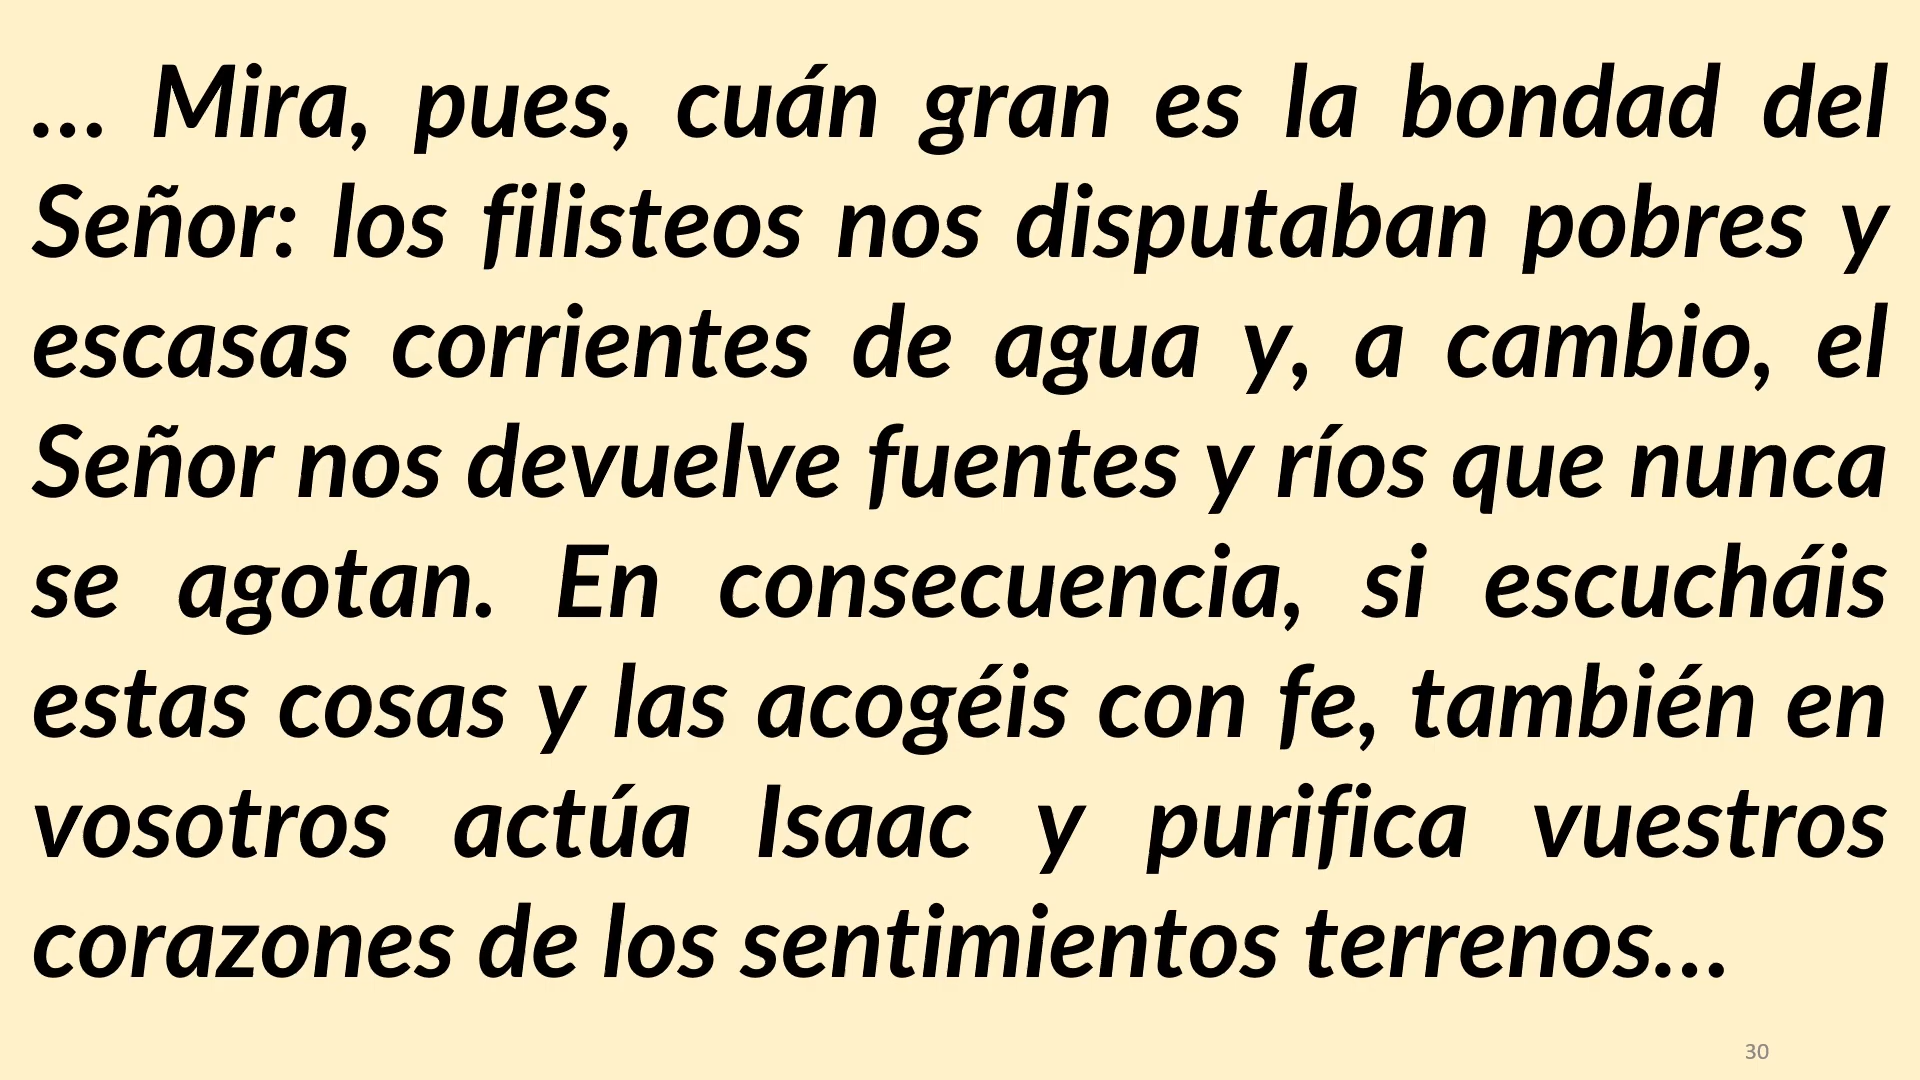 … Mira, pues, cuán gran es la bondad del
Señor: los filisteos nos disputaban pobres y
escasas corrientes de agua y, a cambio, el
Señor nos devuelve fuentes y ríos que nunca
se agotan. En consecuencia, si escucháis
estas cosas y las acogéis con fe, también en
vosotros actúa Isaac y purifica vuestros
corazones de los sentimientos terrenos…
30